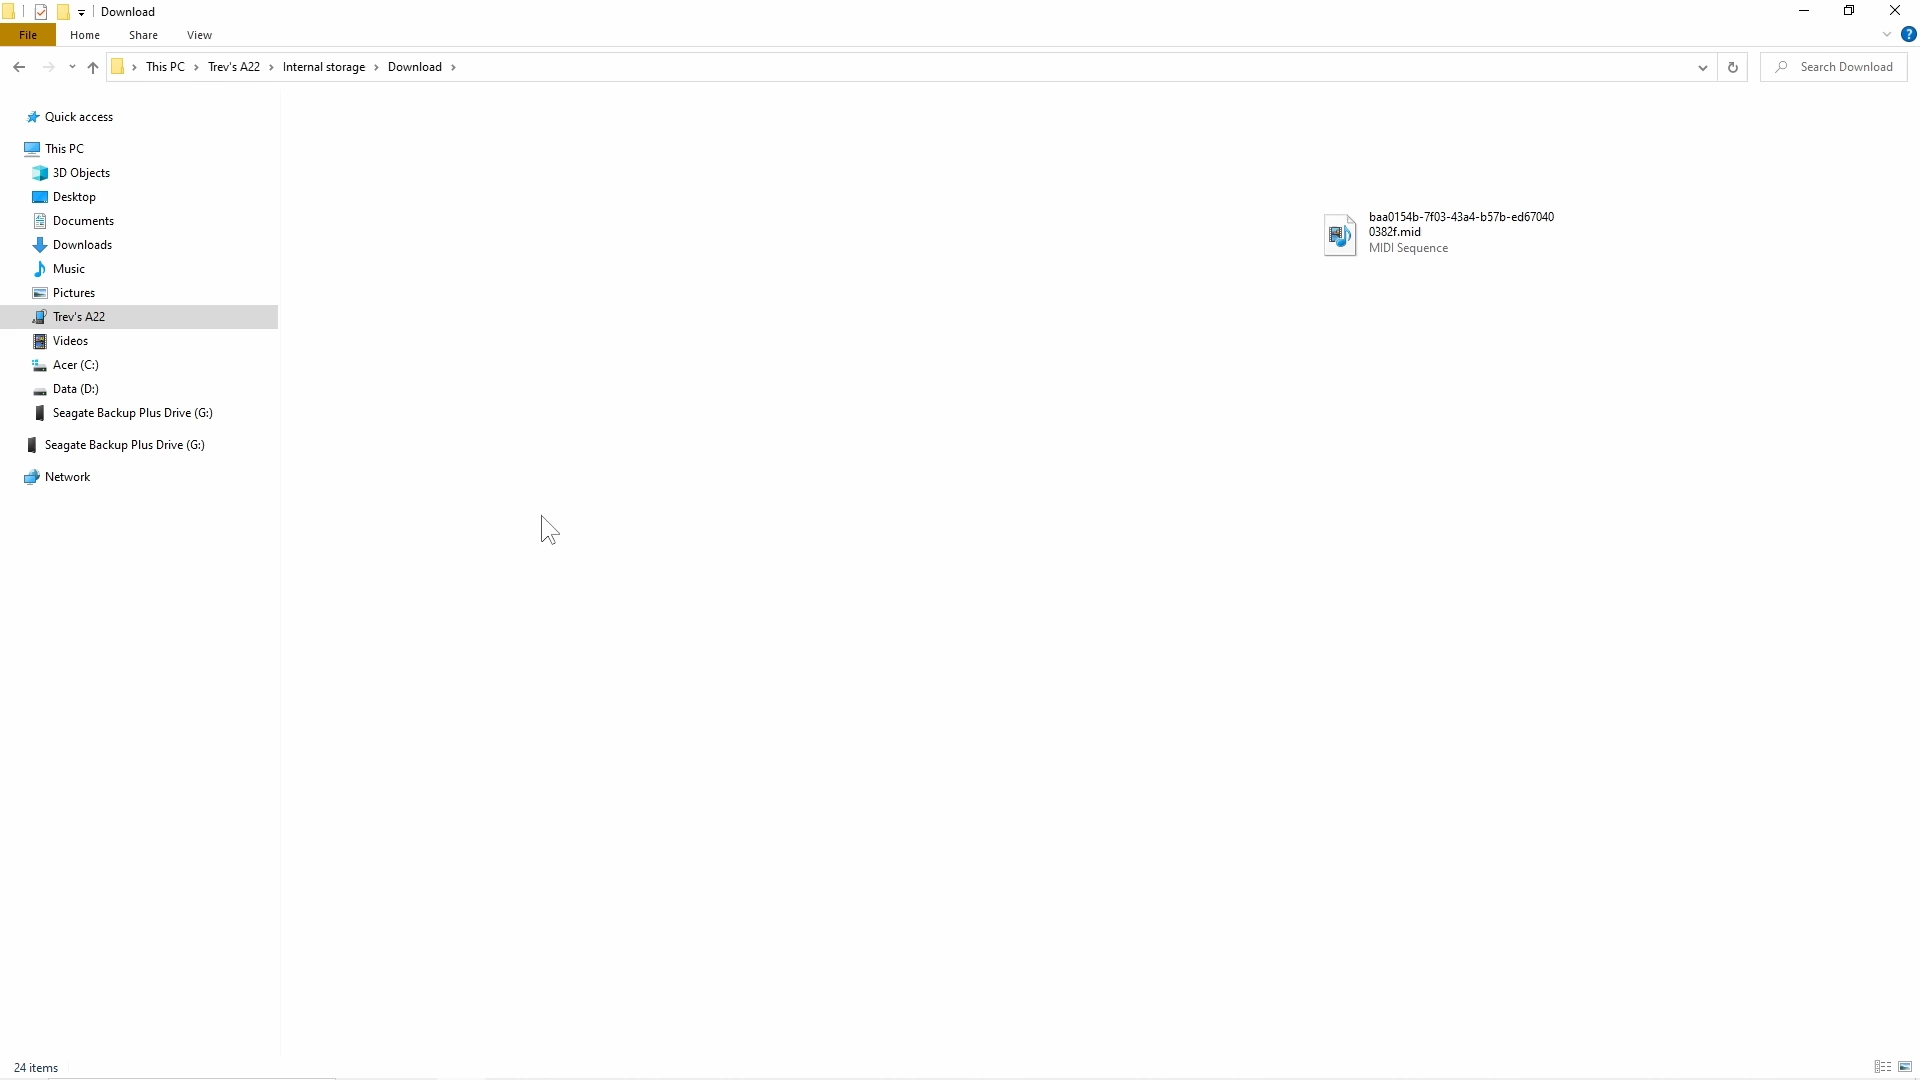 Download
File Home Share View
This PC Trev's A22 Internal storage Download
Search Download
Quick access
This PC
3D Objects
Desktop
Documents
Downloads
Music
Pictures
Trev's A22
Videos
Acer (C:)
Data (D:)
Seagate Backup Plus Drive (G:)
Seagate Backup Plus Drive (G:)
Network
baa0154b-7f03-43a4-b57b-ed67040
0382f.mid
MIDI Sequence
24 items